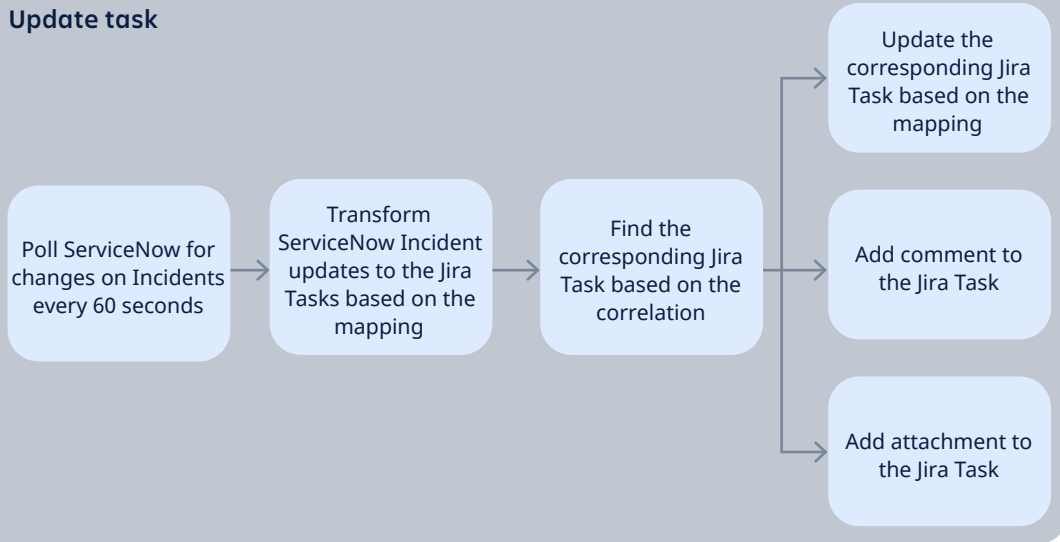 Update task
Poll ServiceNow for
changes on Incidents
every 60 seconds
Transform
ServiceNow Incident
updates to the Jira
Tasks based on the
mapping
Find the
corresponding Jira
Task based on the
correlation
Update the
corresponding Jira
Task based on the
mapping
Add comment to
the Jira Task
Add attachment to
the Jira Task